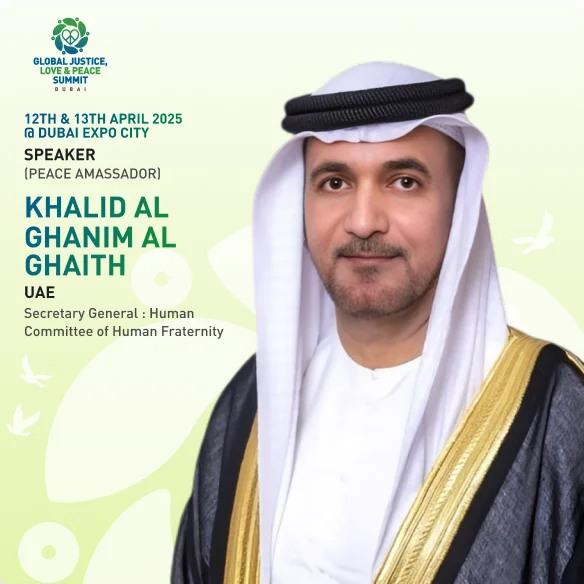 GLOBAL JUSTICE,
LOVE & PEACE
SUMMIT
DUBAI
12TH & 13TH APRIL 2025
@ DUBAI EXPO CITY
SPEAKER
(PEACE AMASSADOR)
KHALID AL
GHANIM AL
GHAITH
UAE
Secretary General : Human
Committee of Human Fraternity